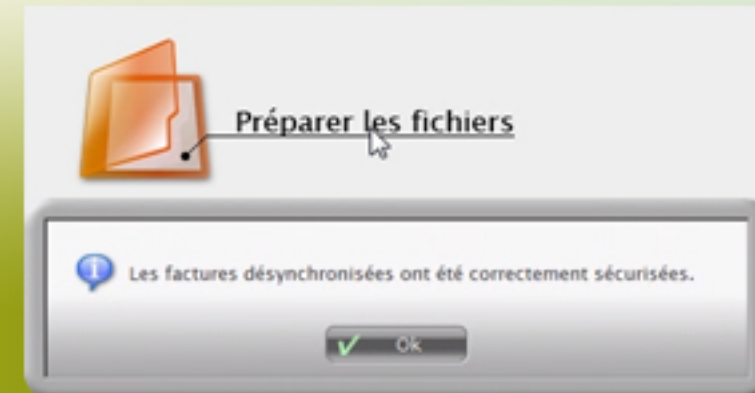 Préparer les fichiers
Les factures désynchronisées ont été correctement sécurisées.
Ok